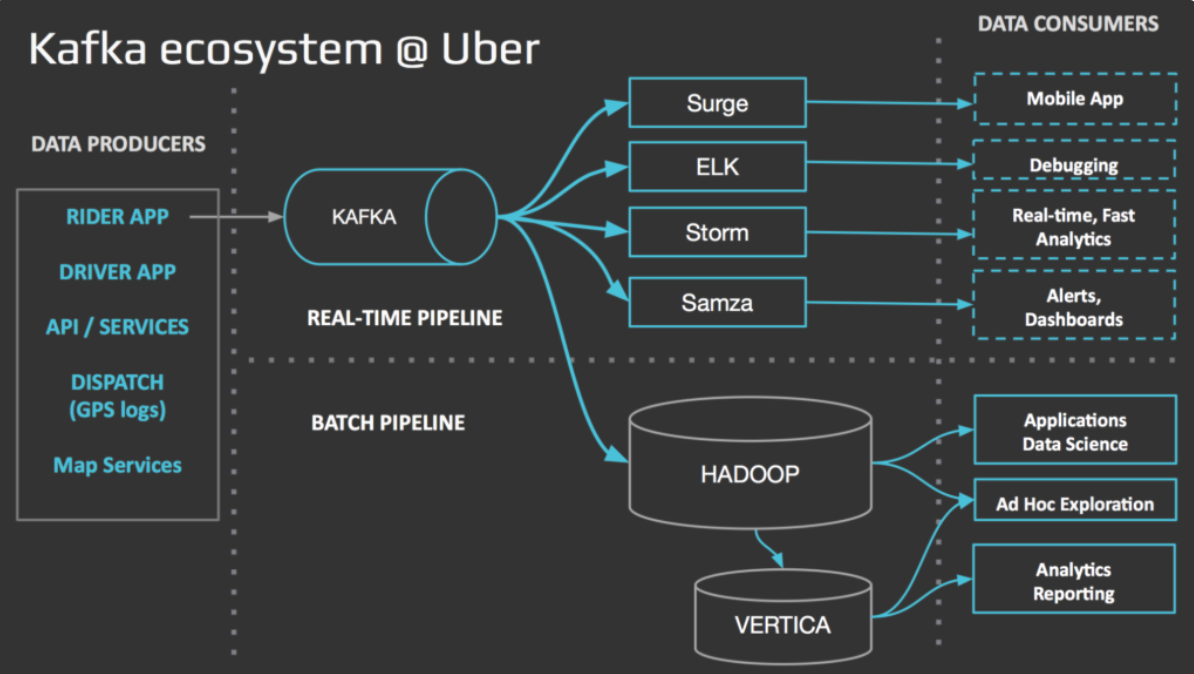 Kafka ecosystem @ Uber
DATA PRODUCERS
RIDER APP
DRIVER APP
API / SERVICES
DISPATCH
(GPS logs)
Map Services
KAFKA
REAL-TIME PIPELINE
BATCH PIPELINE
Surge
ELK
Storm
Samza
HADOOP
VERTICA
DATA CONSUMERS
Mobile App
Debugging
Real-time, Fast
Analytics
Alerts,
Dashboards
Applications
Data Science
Ad Hoc Exploration
Analytics
Reporting